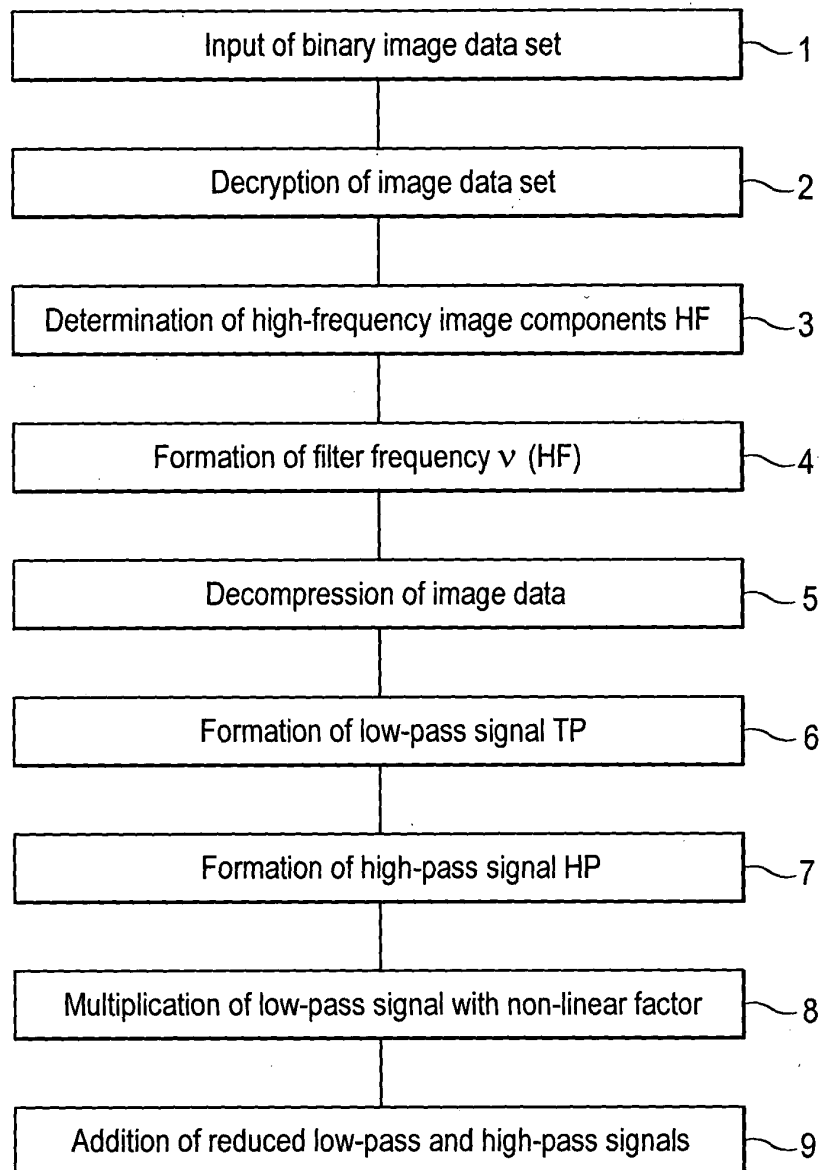 Input of binary image data set 1
Decryption of image data set 2
Determination of high-frequency image components HF 3
Formation of filter frequency ν (HF) 4
Decompression of image data 5
Formation of low-pass signal TP 6
Formation of high-pass signal HP 7
Multiplication of low-pass signal with non-linear factor 8
Addition of reduced low-pass and high-pass signals 9